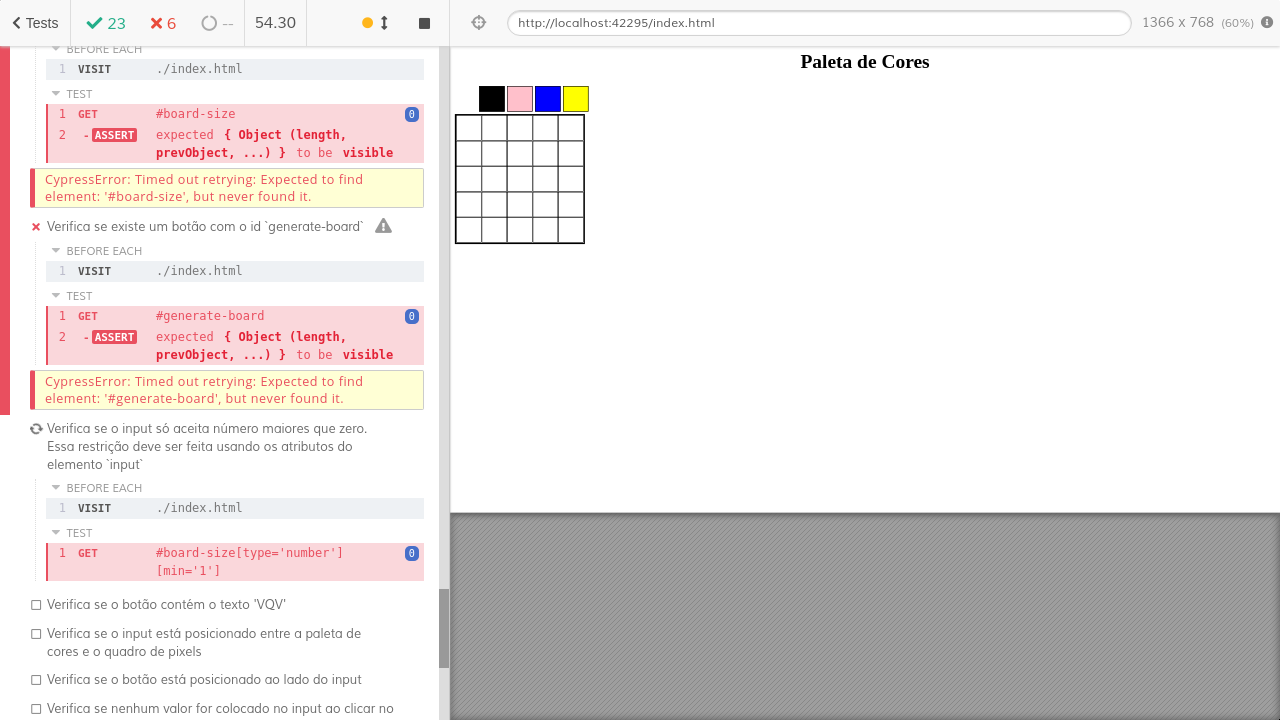 Tests 23 6 -- 54.30
http://localhost:42295/index.html 1366 x 768 (60%)
BEFORE EACH
1 VISIT ./index.html
TEST
1 GET #board-size 0
2 -ASSERT expected { Object (length,
prevObject, ...) } to be visible
CypressError: Timed out retrying: Expected to find
element: '#board-size', but never found it.
Verifica se existe um botão com o id `generate-board`
BEFORE EACH
1 VISIT ./index.html
TEST
1 GET #generate-board 0
2 -ASSERT expected { Object (length,
prevObject, ...) } to be visible
CypressError: Timed out retrying: Expected to find
element: '#generate-board', but never found it.
Verifica se o input só aceita número maiores que zero.
Essa restrição deve ser feita usando os atributos do
elemento `input`
BEFORE EACH
1 VISIT ./index.html
TEST
1 GET #board-size[type='number'] 0
[min='1']
Verifica se o botão contém o texto 'VQV'
Verifica se o input está posicionado entre a paleta de
cores e o quadro de pixels
Verifica se o botão está posicionado ao lado do input
Verifica se nenhum valor for colocado no input ao clicar no
Paleta de Cores